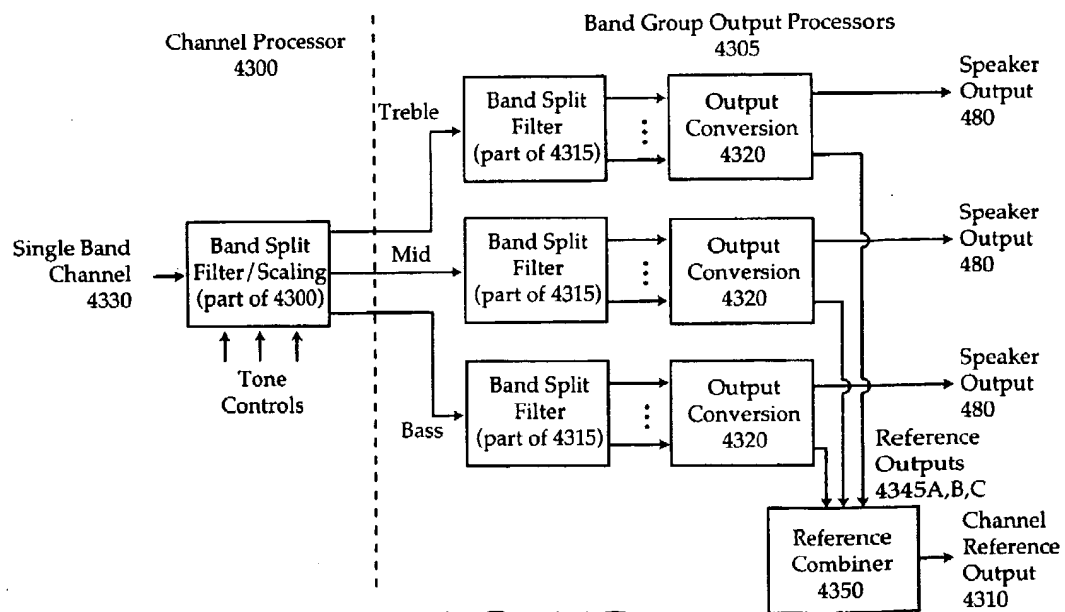 Channel Processor
4300
Band Group Output Processors
4305
Treble
Band Split
Filter
(part of 4315)
Output
Conversion
4320
Speaker
Output
480
Single Band
Channel
4330
Band Split
Filter/Scaling
(part of 4300)
Tone
Controls
Mid
Band Split
Filter
(part of 4315)
Output
Conversion
4320
Speaker
Output
480
Bass
Band Split
Filter
(part of 4315)
Output
Conversion
4320
Speaker
Output
480
Reference
Outputs
4345A,B,C
Reference
Combiner
4350
Channel
Reference
Output
4310